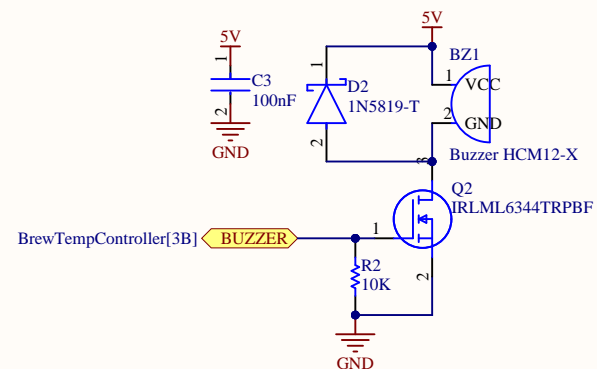 5V
5V
BZ1
1
1
1
VCC
C3
100nF
D2
1N5819-T
2
GND
2
2
GND
Buzzer HCM12-X
3
Q2
IRLML6344TRPBF
BrewTempController[3B]
BUZZER
1
R2
10K
2
GND